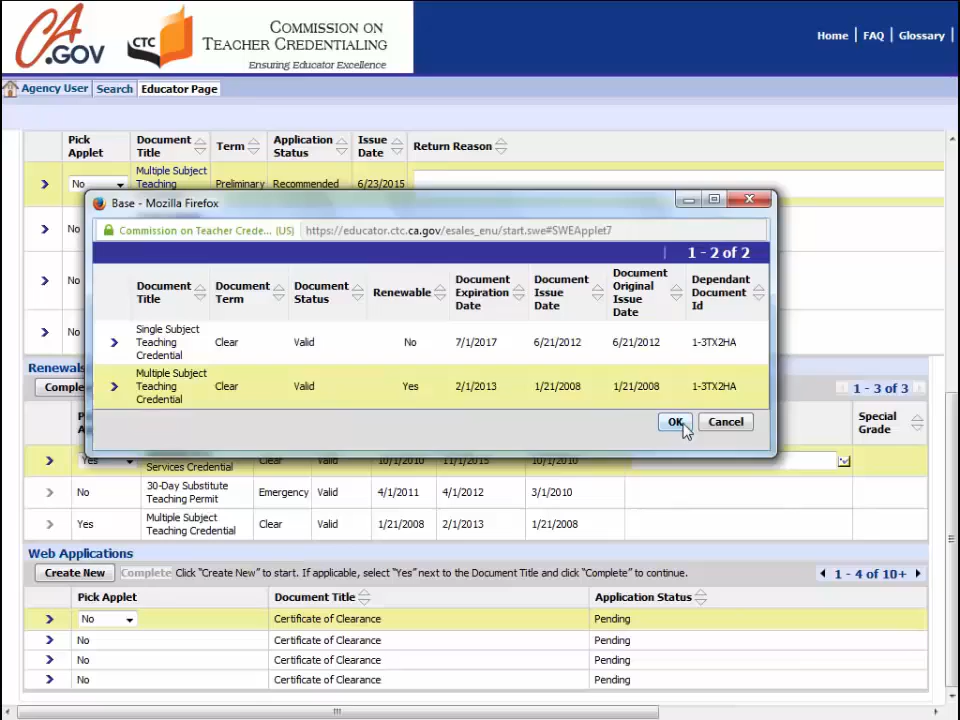 CA.GOV
CTC
COMMISSION ON
TEACHER CREDENTIALING
Ensuring Educator Excellence
Home | FAQ | Glossary |
Agency User | Search | Educator Page
Pick Applet
Document Title
Term
Application Status
Issue Date
Return Reason
No
Multiple Subject Teaching
Preliminary
Recommended
6/23/2015
No
No
No
Base - Mozilla Firefox
Commission on Teacher Crede... (US)
https://educator.ctc.ca.gov/esales_enu/start.swe#SWEApplet7
1 - 2 of 2
Document Title
Document Term
Document Status
Renewable
Document Expiration Date
Document Issue Date
Document Original Issue Date
Dependant Document Id
Single Subject Teaching Credential
Clear
Valid
No
7/1/2017
6/21/2012
6/21/2012
1-3TX2HA
Multiple Subject Teaching Credential
Clear
Valid
Yes
2/1/2013
1/21/2008
1/21/2008
1-3TX2HA
OK
Cancel
Renewals
Comple
1 - 3 of 3
Special Grade
Yes
Services Credential
Clear
Valid
10/1/2010
11/1/2015
10/1/2010
No
30-Day Substitute Teaching Permit
Emergency
Valid
4/1/2011
4/1/2012
3/1/2010
Yes
Multiple Subject Teaching Credential
Clear
Valid
1/21/2008
2/1/2013
1/21/2008
Web Applications
Create New
Complete
Click "Create New" to start. If applicable, select "Yes" next to the Document Title and click "Complete" to continue.
1 - 4 of 10+
Pick Applet
Document Title
Application Status
No
Certificate of Clearance
Pending
No
Certificate of Clearance
Pending
No
Certificate of Clearance
Pending
No
Certificate of Clearance
Pending